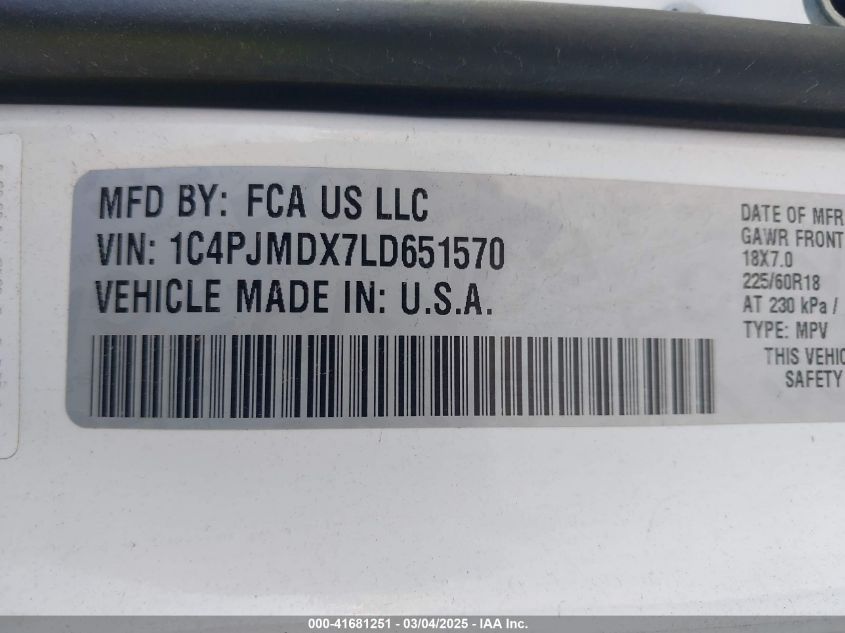 MFD BY: FCA US LLC
VIN: 1C4PJMDX7LD651570
VEHICLE MADE IN: U.S.A.
DATE OF MFR
GAWR FRONT
18X7.0
225/60R18
AT 230 kPa /
TYPE: MPV
THIS VEHIC
SAFETY
000-41681251 - 03/04/2025 - IAA Inc.